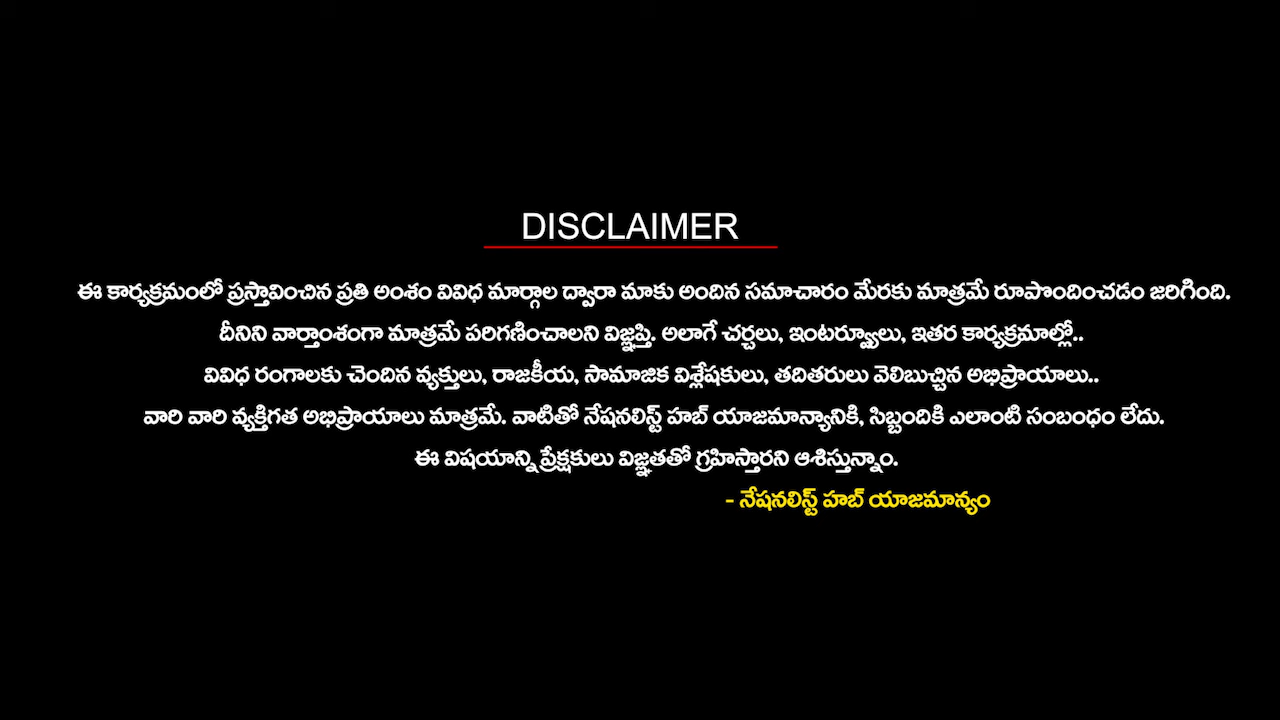 DISCLAIMER
ఈ కార్యక్రమంలో ప్రస్తావించిన ప్రతి అంశం వివిధ మార్గాల ద్వారా మాకు అందిన సమాచారం మేరకు మాత్రమే రూపొందించడం జరిగింది.
దీనిని వార్తాంశంగా మాత్రమే పరిగణించాలని విజ్ఞప్తి. అలాగే చర్చలు, ఇంటర్వ్యూలు, ఇతర కార్యక్రమాల్లో..
వివిధ రంగాలకు చెందిన వ్యక్తులు, రాజకీయ, సామాజిక విశ్లేషకులు, తదితరులు వెలిబుచ్చిన అభిప్రాయాలు..
వారి వారి వ్యక్తిగత అభిప్రాయాలు మాత్రమే. వాటితో నేషనలిస్ట్ హబ్ యాజమాన్యానికి, సిబ్బందికి ఎలాంటి సంబంధం లేదు.
ఈ విషయాన్ని ప్రేక్షకులు విజ్ఞతతో గ్రహిస్తారని ఆశిస్తున్నాం.
- నేషనలిస్ట్ హబ్ యాజమాన్యం